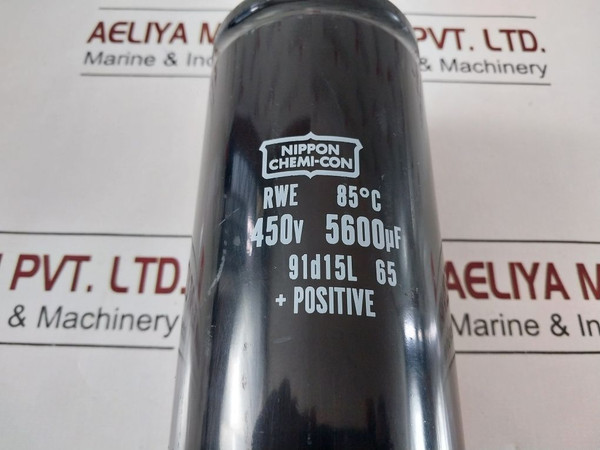 AELIYA M PVT. LTD.
Marine & Ind & Machinery
NIPPON
CHEMI-CON
RWE 85°C
450v 5600µF
91d15L 65
+ POSITIVE
PVT. LTD. AELIYA M
& Machinery Marine & In